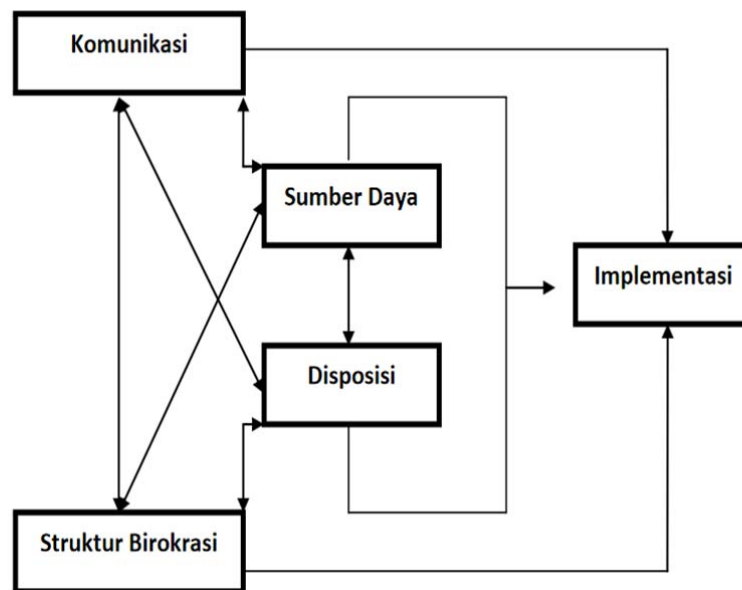 Komunikasi
Sumber Daya
Implementasi
Disposisi
Struktur Birokrasi